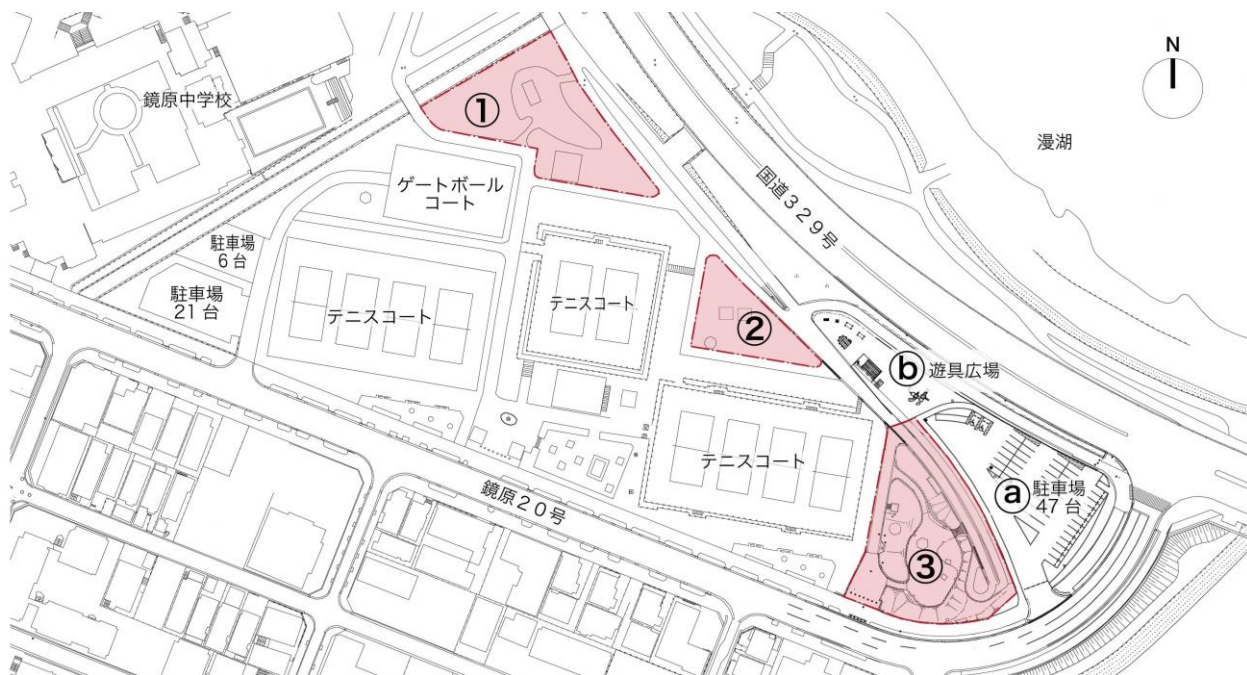 N
鏡原中学校
①
漫湖
ゲートボール
コート
国道329号
駐車場
6台
駐車場
21台
テニスコート
テニスコート
②
ⓑ 遊具広場
テニスコート
ⓐ 駐車場
47台
鏡原20号
③